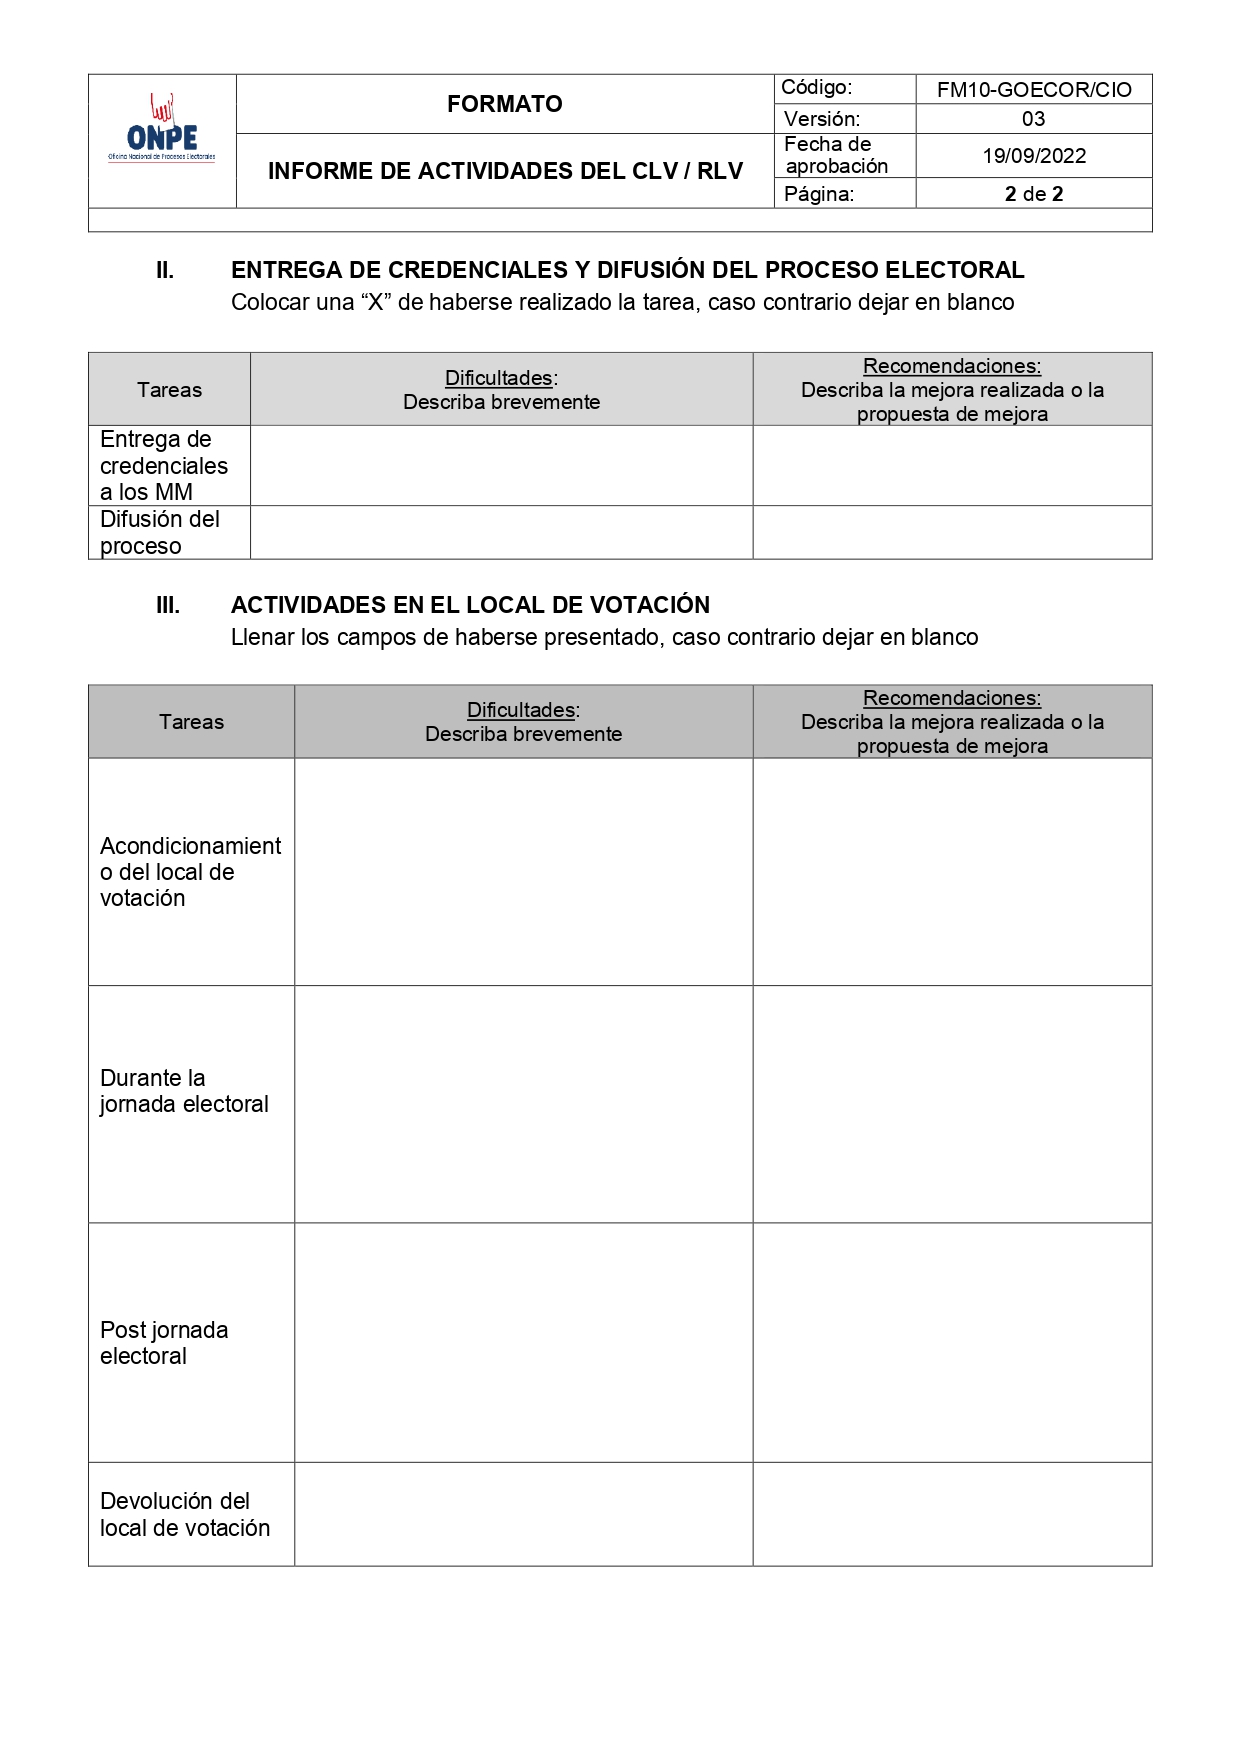 ONPE
Oficina Nacional de Procesos Electorales
FORMATO
INFORME DE ACTIVIDADES DEL CLV / RLV
Código:
FM10-GOECOR/CIO
Versión:
03
Fecha de
aprobación
19/09/2022
Página:
2 de 2
II. ENTREGA DE CREDENCIALES Y DIFUSIÓN DEL PROCESO ELECTORAL
Colocar una “X” de haberse realizado la tarea, caso contrario dejar en blanco
Tareas
Dificultades:
Describa brevemente
Recomendaciones:
Describa la mejora realizada o la
propuesta de mejora
Entrega de
credenciales
a los MM
Difusión del
proceso
III. ACTIVIDADES EN EL LOCAL DE VOTACIÓN
Llenar los campos de haberse presentado, caso contrario dejar en blanco
Tareas
Dificultades:
Describa brevemente
Recomendaciones:
Describa la mejora realizada o la
propuesta de mejora
Acondicionamient
o del local de
votación
Durante la
jornada electoral
Post jornada
electoral
Devolución del
local de votación